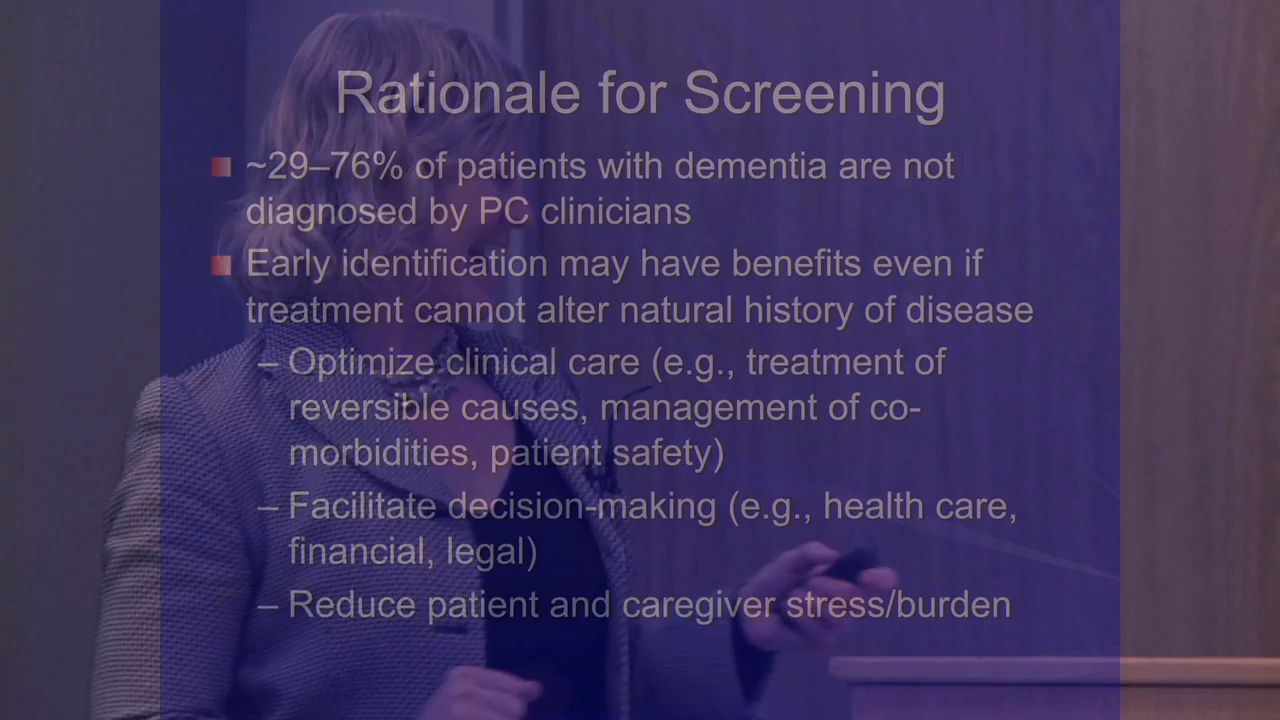 Rationale for Screening
~29–76% of patients with dementia are not
diagnosed by PC clinicians
Early identification may have benefits even if
treatment cannot alter natural history of disease
– Optimize clinical care (e.g., treatment of
reversible causes, management of co-
morbidities, patient safety)
– Facilitate decision-making (e.g., health care,
financial, legal)
– Reduce patient and caregiver stress/burden